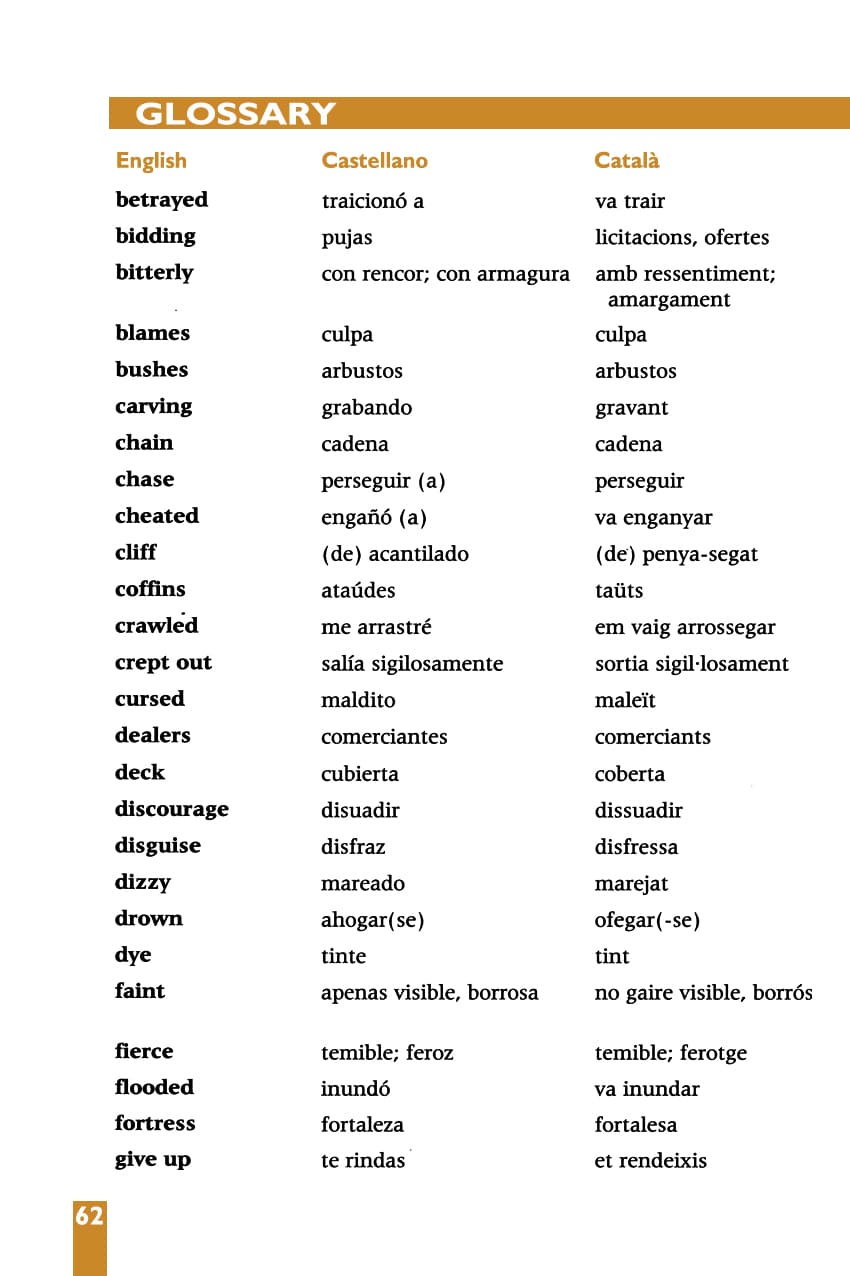 GLOSSARY
English Castellano Català
betrayed traicionó a va trair
bidding pujas licitacions, ofertes
bitterly con rencor; con armagura amb ressentiment;
amargament
blames culpa culpa
bushes arbustos arbustos
carving grabando gravant
chain cadena cadena
chase perseguir (a) perseguir
cheated engañó (a) va enganyar
cliff (de) acantilado (de) penya-segat
coffins ataúdes taüts
crawled me arrastré em vaig arrossegar
crept out salía sigilosamente sortia sigil·losament
cursed maldito maleït
dealers comerciantes comerciants
deck cubierta coberta
discourage disuadir dissuadir
disguise disfraz disfressa
dizzy mareado marejat
drown ahogar(se) ofegar(-se)
dye tinte tint
faint apenas visible, borrosa no gaire visible, borrós
fierce temible; feroz temible; ferotge
flooded inundó va inundar
fortress fortaleza fortalesa
give up te rindas et rendeixis
62